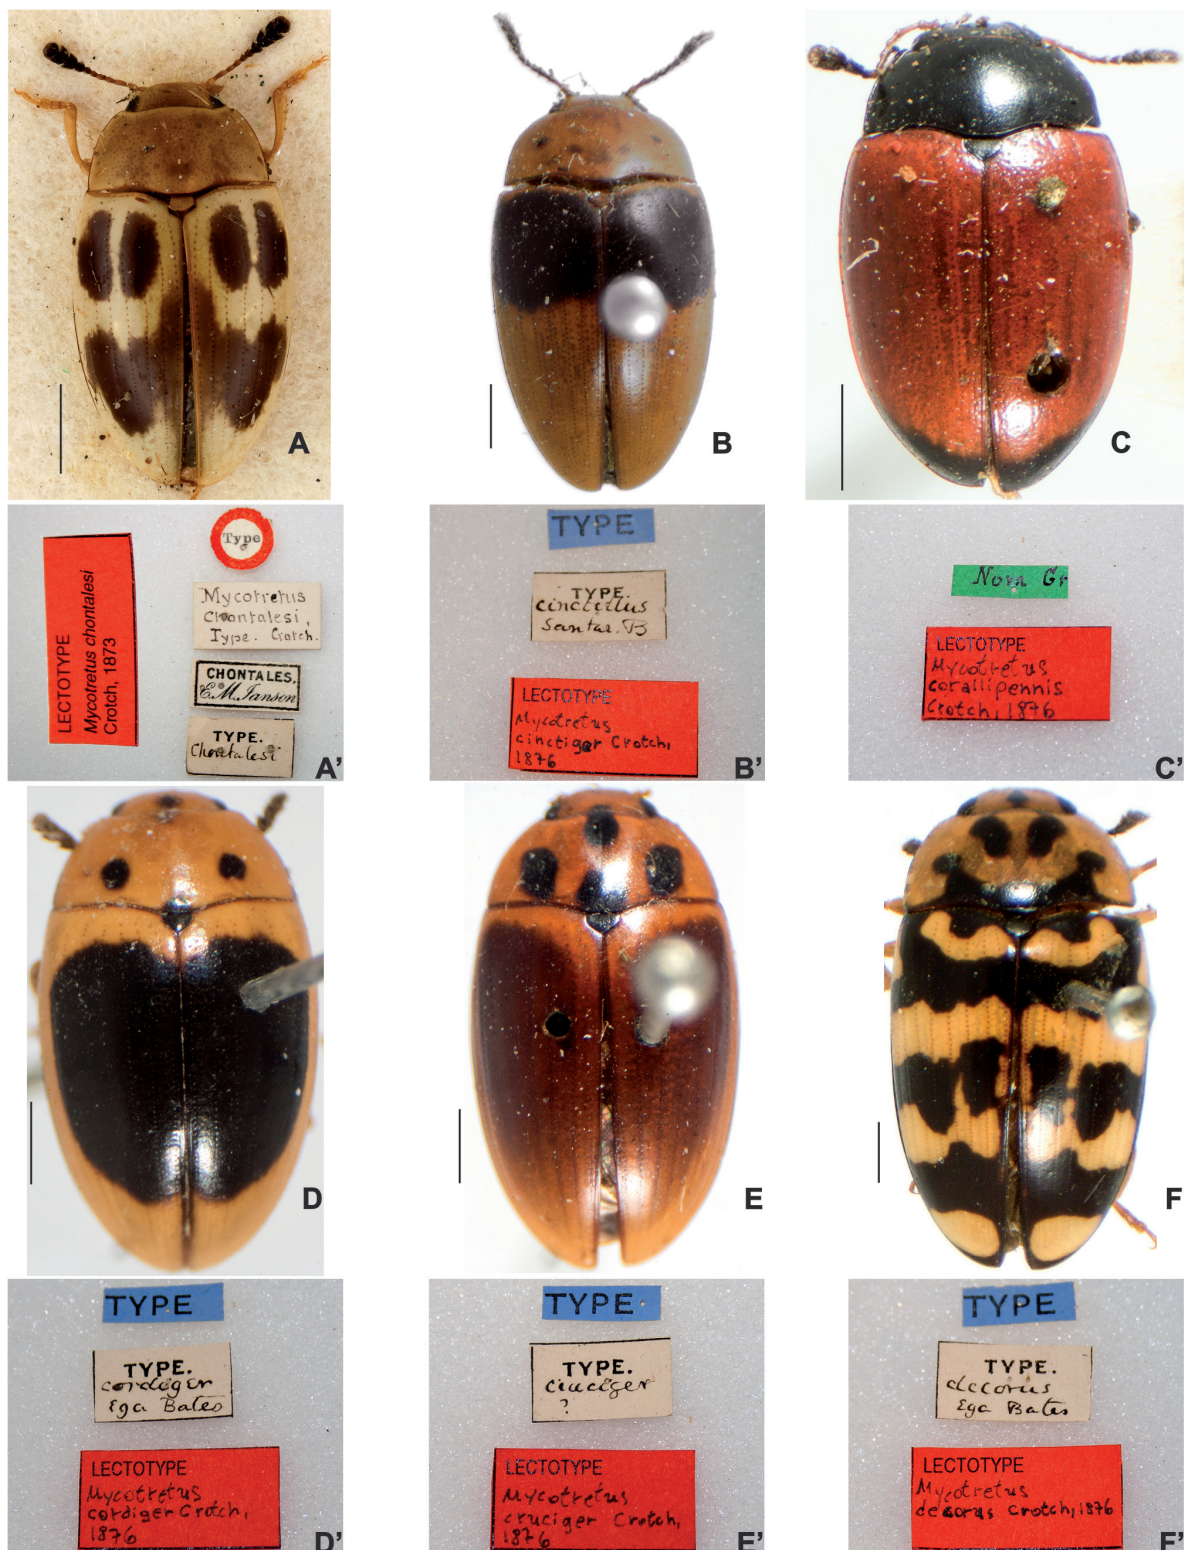 A
B
C
LECTOTYPE
Mycotretus chontalesi
Crotch, 1873
Type
Mycotretus
Chontalesi,
Type. Crotch.
CHONTALES.
E.M. Janson
TYPE.
Chontalesi
A'
TYPE
TYPE.
cinctellus
Santar. B
LECTOTYPE
Mycotretus
cinctiger Crotch,
1876
B'
Nova Gr
LECTOTYPE
Mycotretus
corallipennis
Crotch, 1876
C'
D
E
F
TYPE
TYPE.
cordiger
Ega Bates
LECTOTYPE
Mycotretus
cordiger Crotch,
1876
D'
TYPE
TYPE.
cruciger
?
LECTOTYPE
Mycotretus
cruciger Crotch,
1876
E'
TYPE
TYPE.
decorus
Ega Bates
LECTOTYPE
Mycotretus
decorus Crotch, 1876
F'